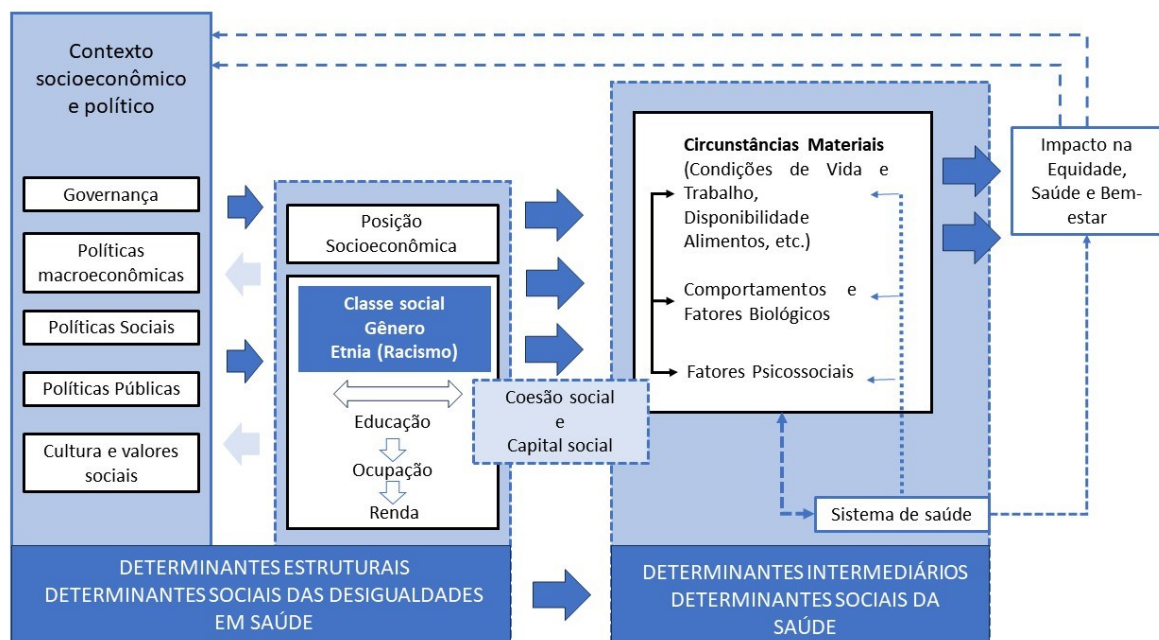 Contexto
socioeconômico
e político
Governança
Políticas
macroeconômicas
Políticas Sociais
Políticas Públicas
Cultura e valores
sociais
Posição
Socioeconômica
Classe social
Gênero
Etnia (Racismo)
Educação
Ocupação
Renda
Coesão social
e
Capital social
Circunstâncias Materiais
(Condições de Vida e
Trabalho,
Disponibilidade
Alimentos, etc.)
Comportamentos e
Fatores Biológicos
Fatores Psicossociais
Sistema de saúde
Impacto na
Equidade,
Saúde e Bem-
estar
DETERMINANTES ESTRUTURAIS
DETERMINANTES SOCIAIS DAS DESIGUALDADES
EM SAÚDE
DETERMINANTES INTERMEDIÁRIOS
DETERMINANTES SOCIAIS DA
SAÚDE